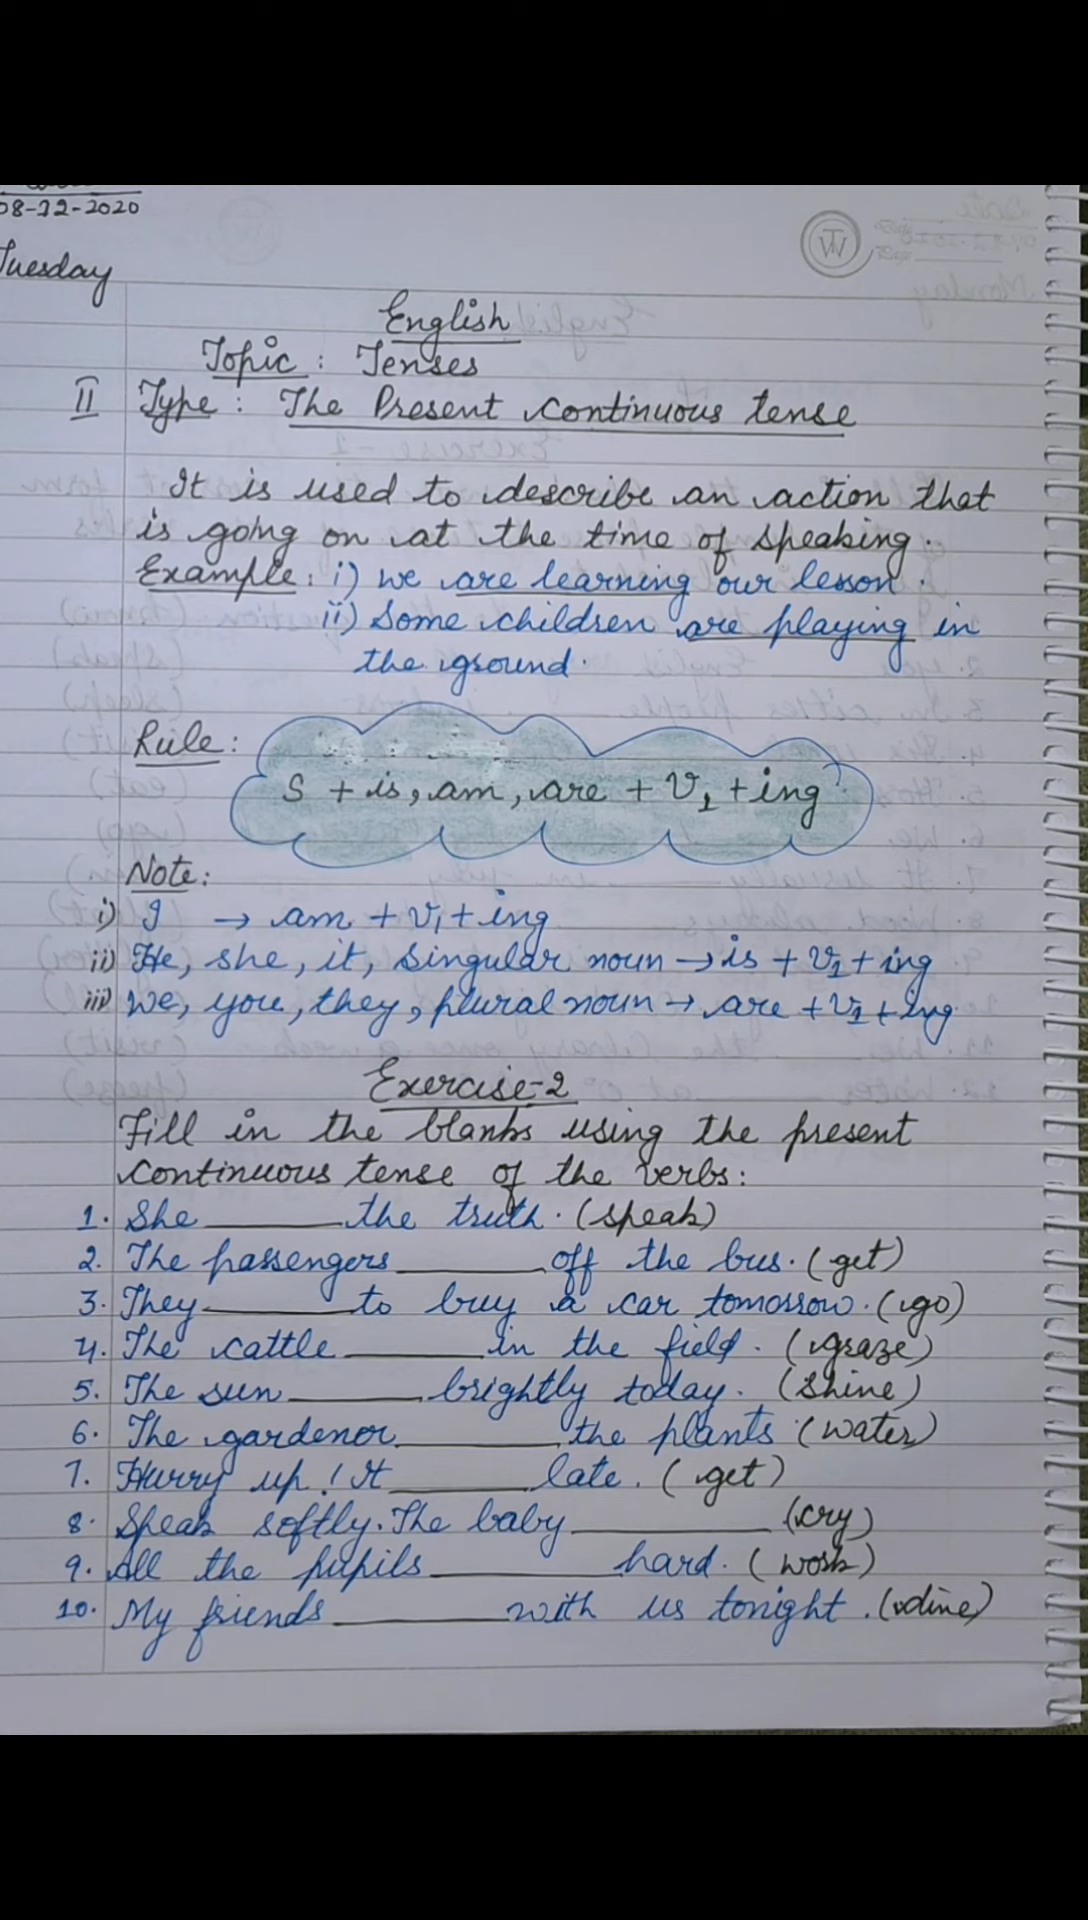 08-12-2020
Tuesday
English
Topic : Tenses
II Type : The Present continuous tense
It is used to describe an action that
is going on at the time of speaking.
Example : i) we are learning our lesson .
ii) Some children are playing in
the ground.
Rule :
S + is, am, are + V1 + ing
Note :
i) I → am + V1 + ing
ii) He, she, it, singular noun → is + V1 + ing
iii) We, you, they, plural noun → are + V1 + ing
Exercise-2
Fill in the blanks using the present
continuous tense of the verbs :
1. She ______ the truth. (speak)
2. The passengers ______ off the bus. (get)
3. They ______ to buy a car tomorrow. (go)
4. The cattle ______ in the field. (graze)
5. The sun ______ brightly today. (shine)
6. The gardenor ______ the plants (water)
7. Hurry up! It ______ late. (get)
8. Speak softly. The baby ______ (cry)
9. All the pupils ______ hard. (work)
10. My friends ______ with us tonight. (dine)